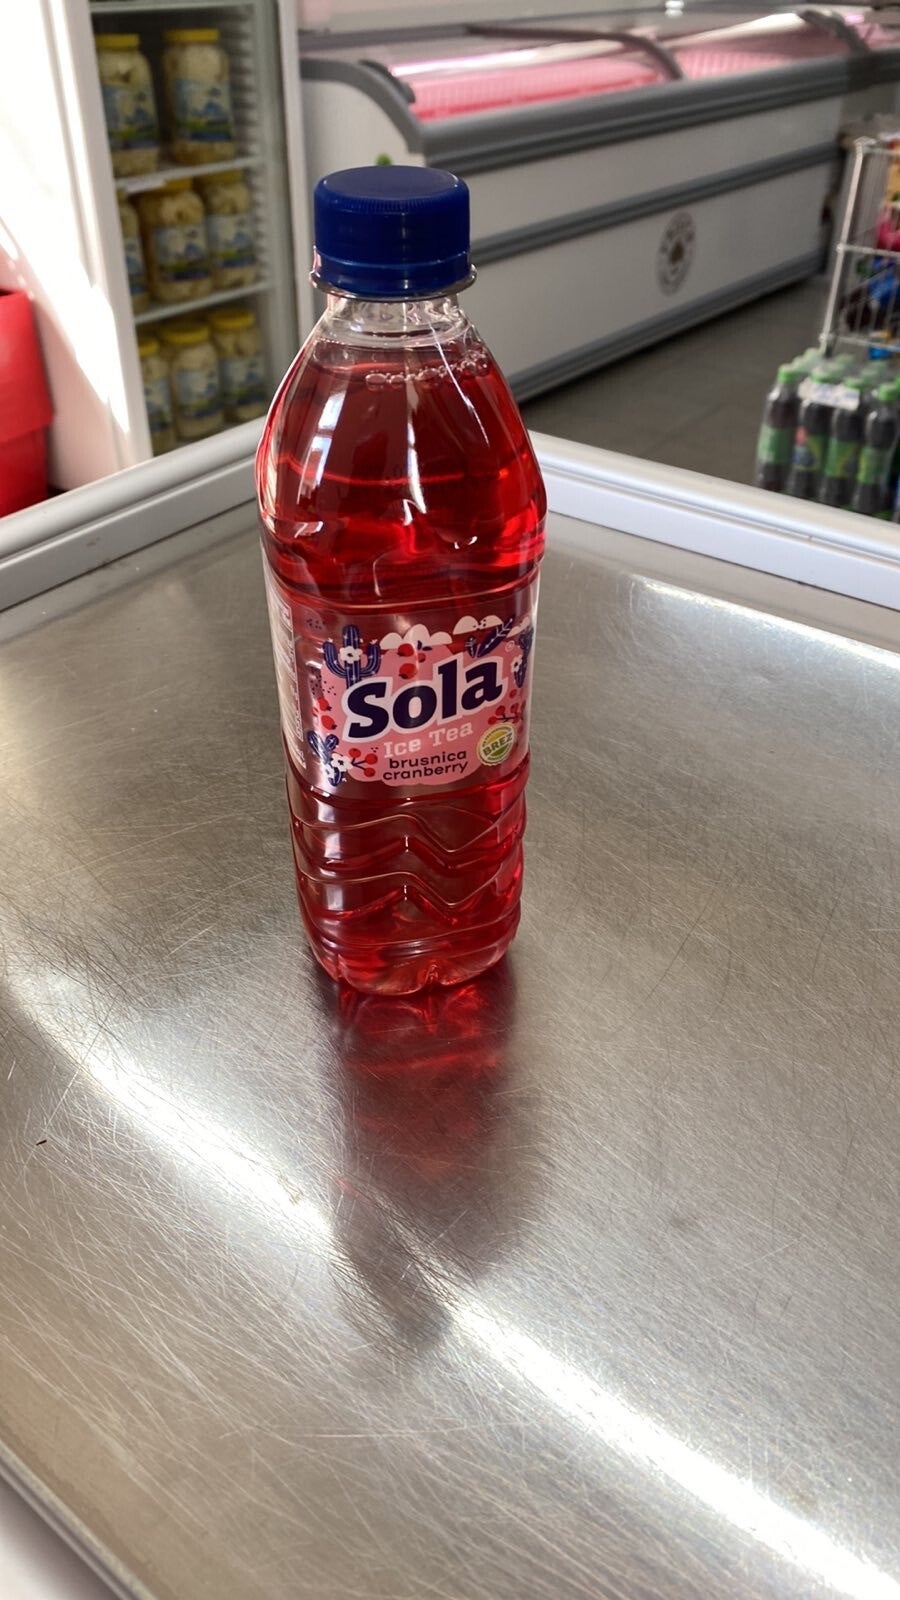 Sola
Ice Tea
brusnica
cranberry
BREZ